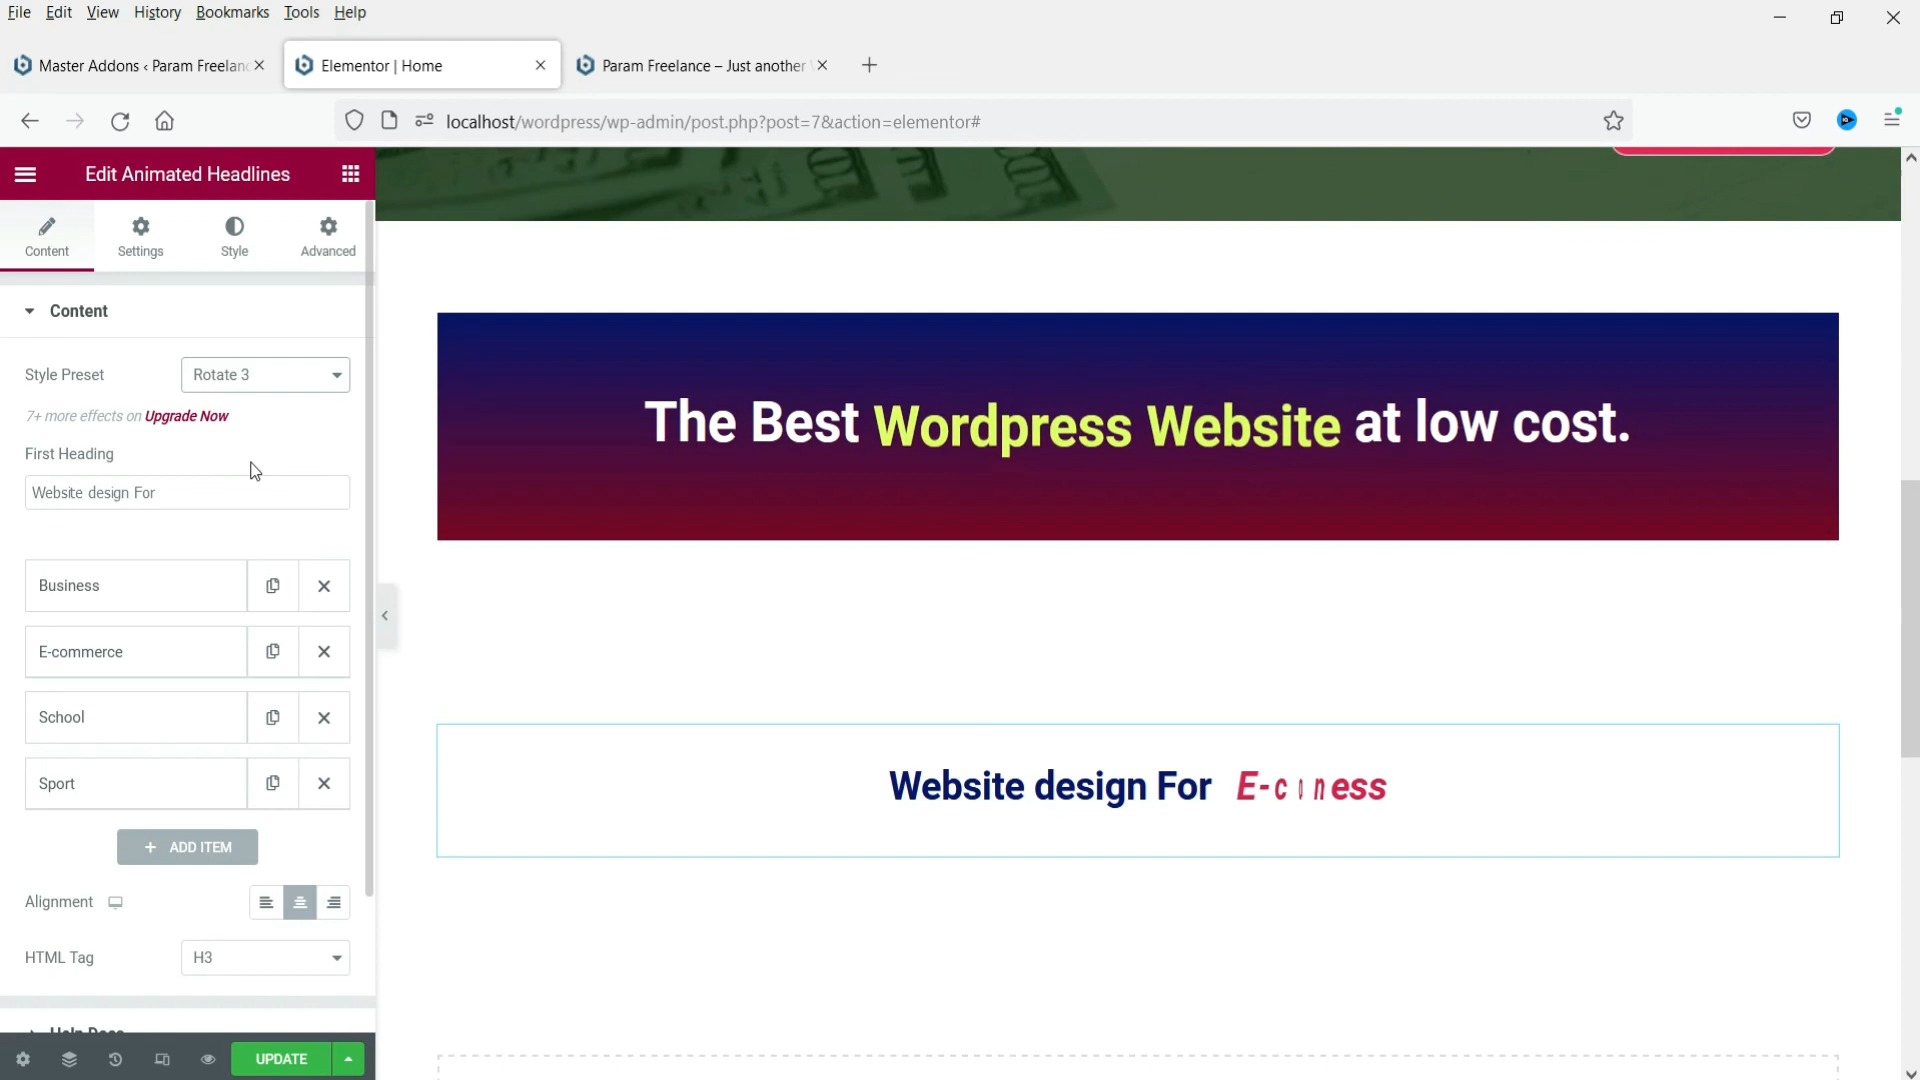 File Edit View History Bookmarks Tools Help
Master Addons ‹ Param Freelanc
Elementor | Home
Param Freelance – Just another
localhost/wordpress/wp-admin/post.php?post=7&action=elementor#
Edit Animated Headlines
Content Settings Style Advanced
Content
Style Preset Rotate 3
7+ more effects on Upgrade Now
First Heading
Website design For
Business
E-commerce
School
Sport
+ ADD ITEM
Alignment
HTML Tag H3
Help Docs
UPDATE
The Best Wordpress Website at low cost.
Website design For